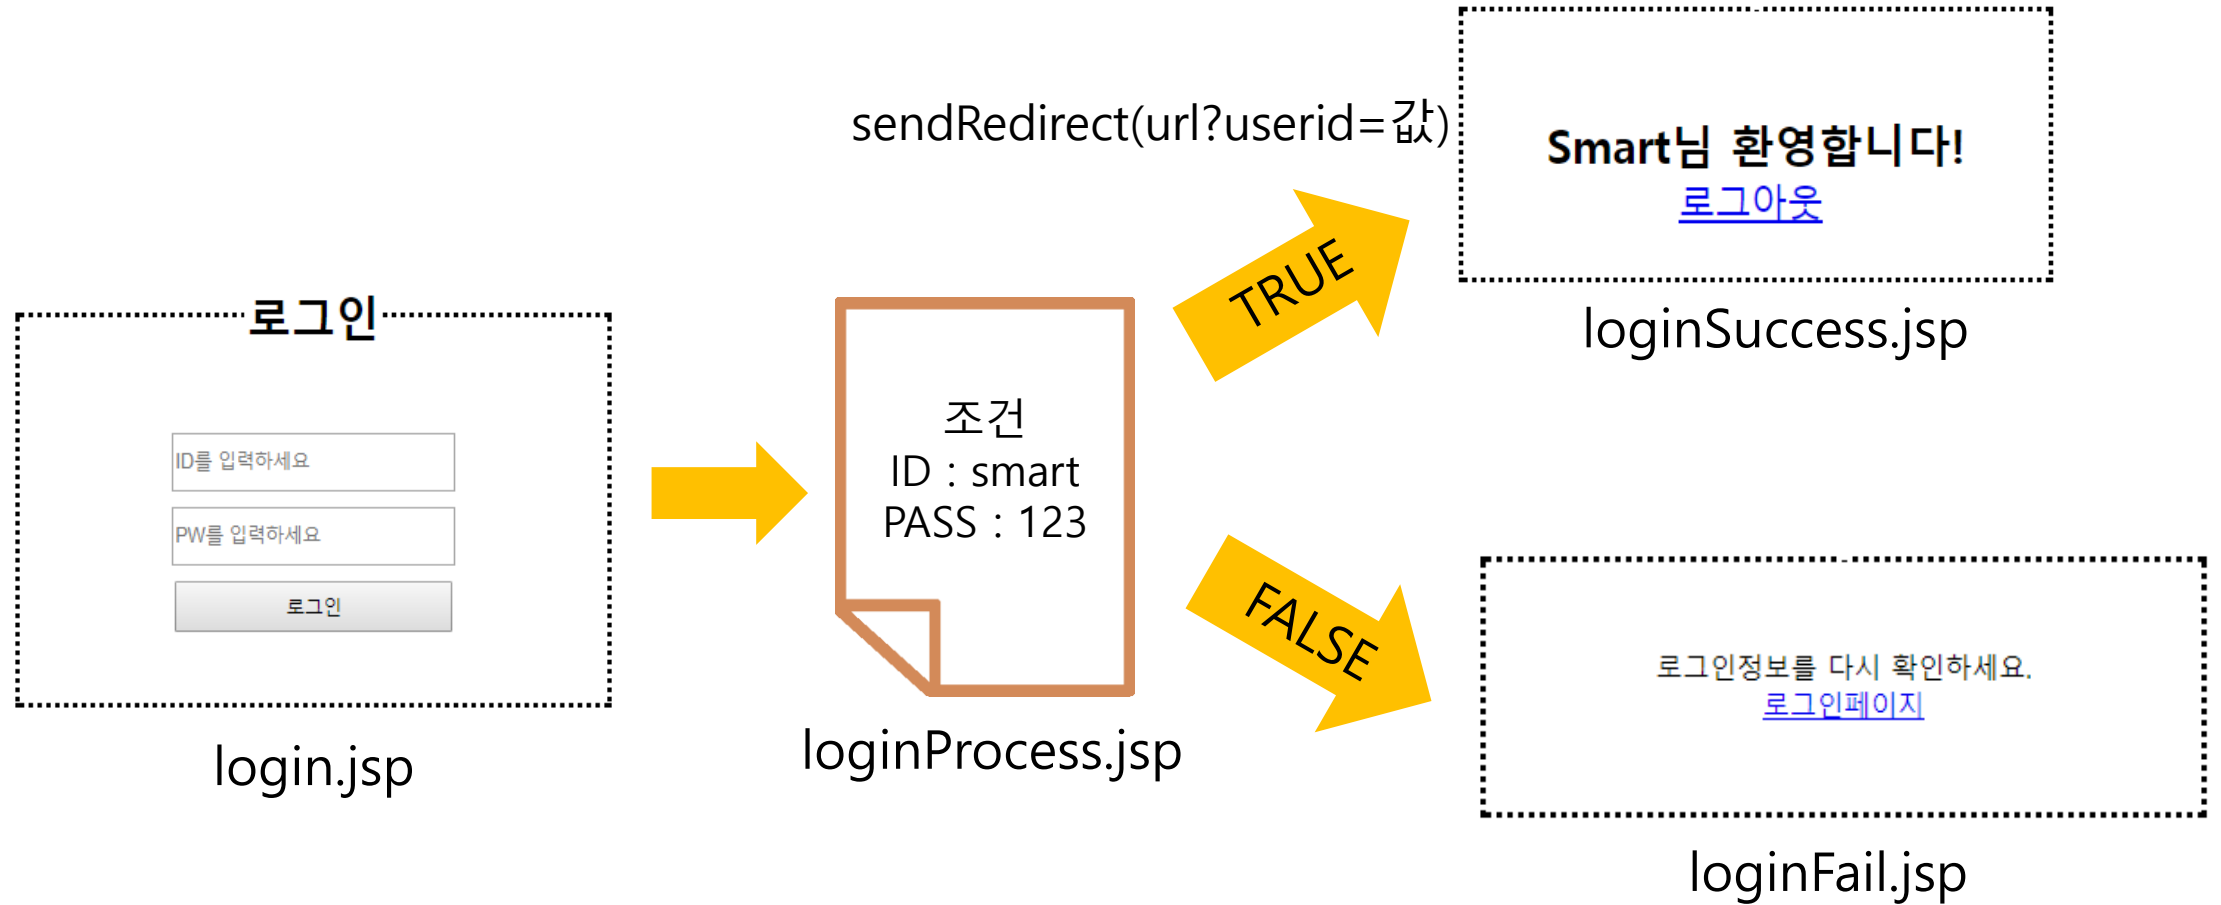 로그인
ID를 입력하세요
PW를 입력하세요
로그인
login.jsp
조건
ID : smart
PASS : 123
loginProcess.jsp
sendRedirect(url?userid=값)
TRUE
Smart님 환영합니다!
로그아웃
loginSuccess.jsp
FALSE
로그인정보를 다시 확인하세요.
로그인페이지
loginFail.jsp